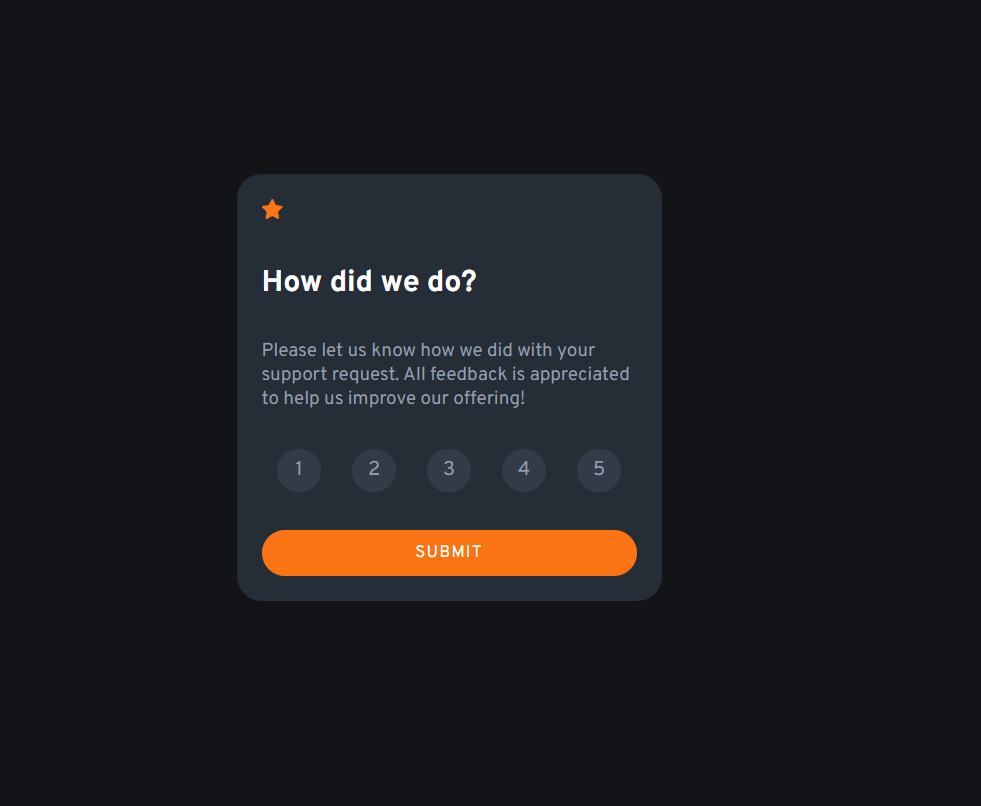 How did we do?
Please let us know how we did with your
support request. All feedback is appreciated
to help us improve our offering!
1 2 3 4 5
SUBMIT